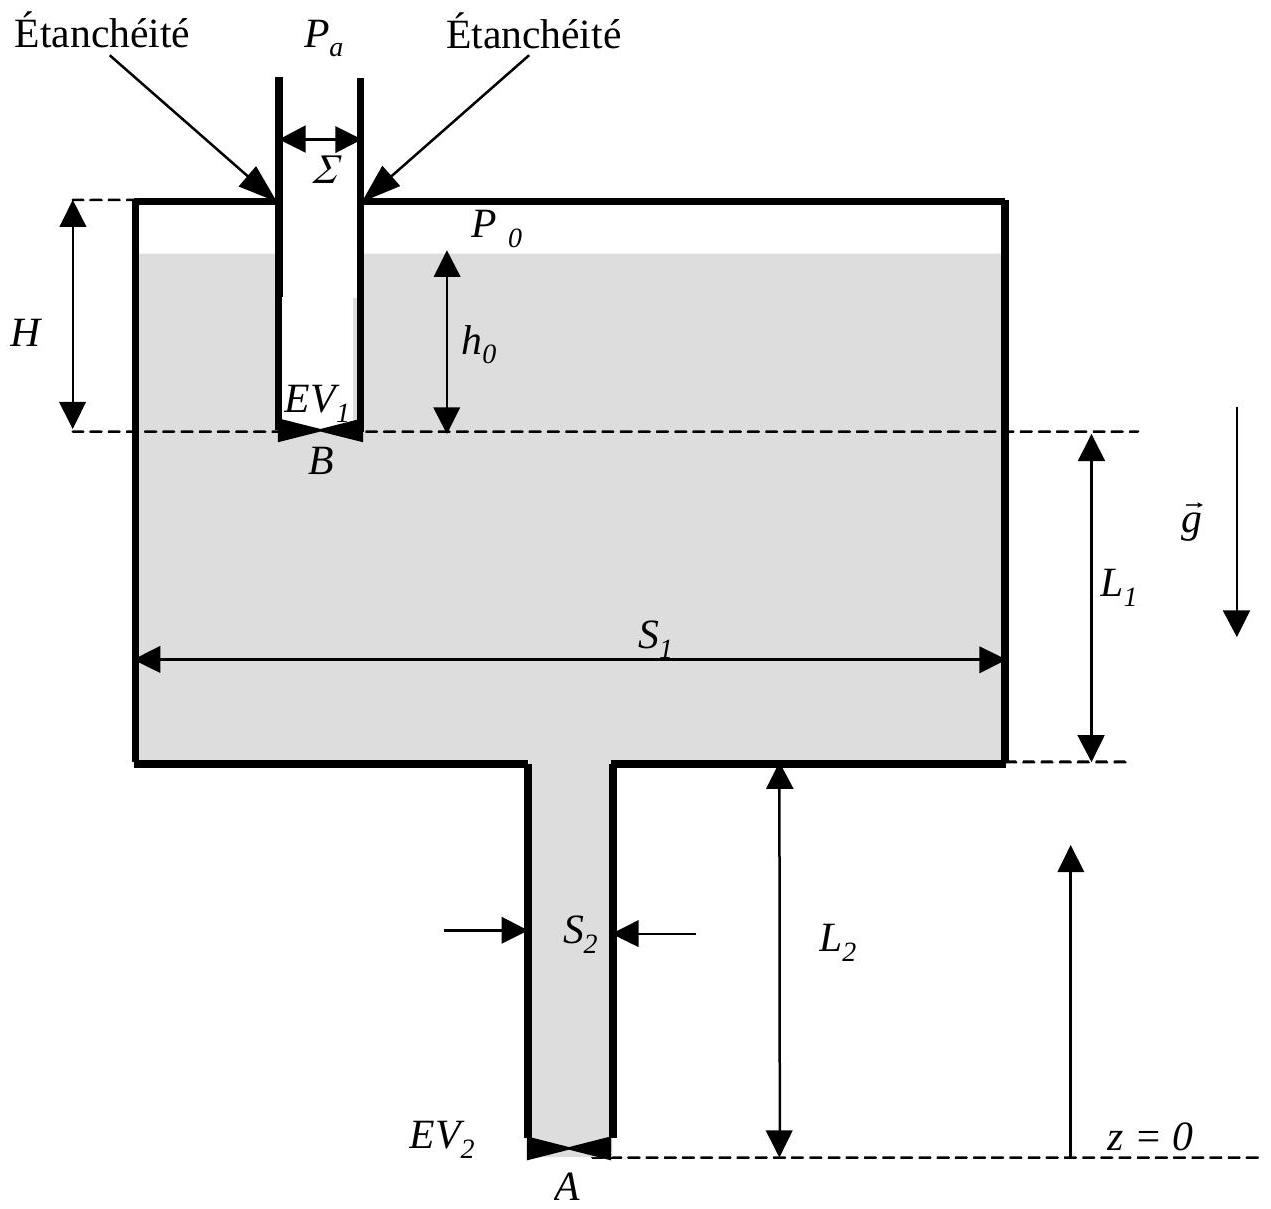 Étanchéité
P_a
Étanchéité
Σ
P_0
H
h_0
EV_1
B
g⃗
L_1
S_1
S_2
L_2
EV_2
z = 0
A